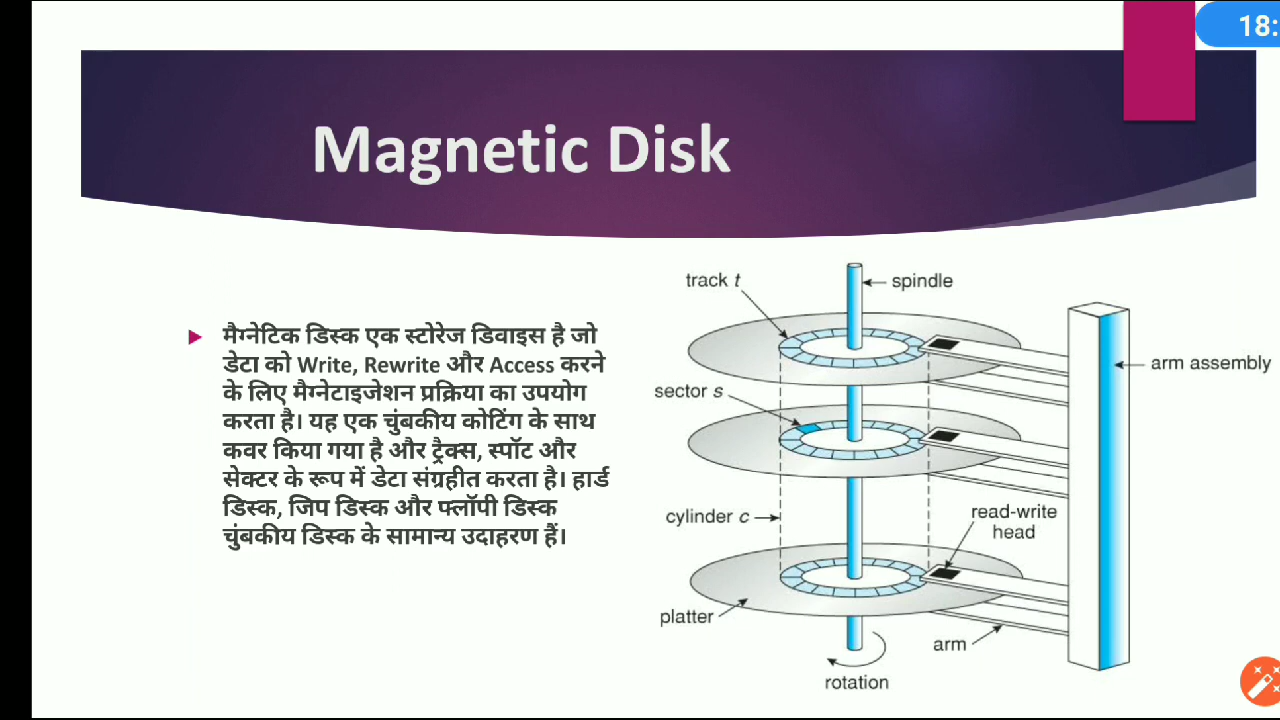 18:
Magnetic Disk
मैग्नेटिक डिस्क एक स्टोरेज डिवाइस है जो
डेटा को Write, Rewrite और Access करने
के लिए मैग्नेटाइजेशन प्रक्रिया का उपयोग
करता है। यह एक चुंबकीय कोटिंग के साथ
कवर किया गया है और ट्रैक्स, स्पॉट और
सेक्टर के रूप में डेटा संग्रहीत करता है। हार्ड
डिस्क, जिप डिस्क और फ्लॉपी डिस्क
चुंबकीय डिस्क के सामान्य उदाहरण हैं।
track t
spindle
arm assembly
sector s
cylinder c
read-write
head
platter
arm
rotation